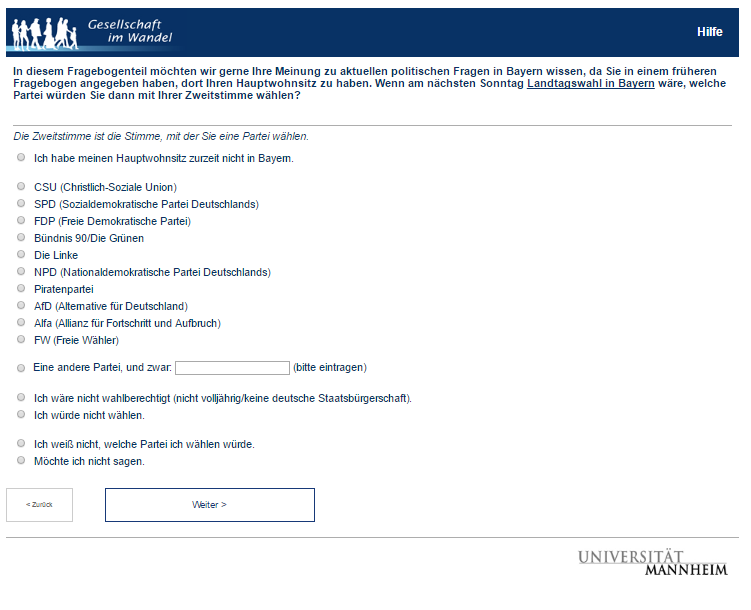 Gesellschaft
im Wandel
Hilfe
In diesem Fragebogenteil möchten wir gerne Ihre Meinung zu aktuellen politischen Fragen in Bayern wissen, da Sie in einem früheren
Fragebogen angegeben haben, dort Ihren Hauptwohnsitz zu haben. Wenn am nächsten Sonntag Landtagswahl in Bayern wäre, welche
Partei würden Sie dann mit Ihrer Zweitstimme wählen?
Die Zweitstimme ist die Stimme, mit der Sie eine Partei wählen.
Ich habe meinen Hauptwohnsitz zurzeit nicht in Bayern.
CSU (Christlich-Soziale Union)
SPD (Sozialdemokratische Partei Deutschlands)
FDP (Freie Demokratische Partei)
Bündnis 90/Die Grünen
Die Linke
NPD (Nationaldemokratische Partei Deutschlands)
Piratenpartei
AfD (Alternative für Deutschland)
Alfa (Allianz für Fortschritt und Aufbruch)
FW (Freie Wähler)
Eine andere Partei, und zwar: (bitte eintragen)
Ich wäre nicht wahlberechtigt (nicht volljährig/keine deutsche Staatsbürgerschaft).
Ich würde nicht wählen.
Ich weiß nicht, welche Partei ich wählen würde.
Möchte ich nicht sagen.
< Zurück Weiter >
UNIVERSITÄT
MANNHEIM